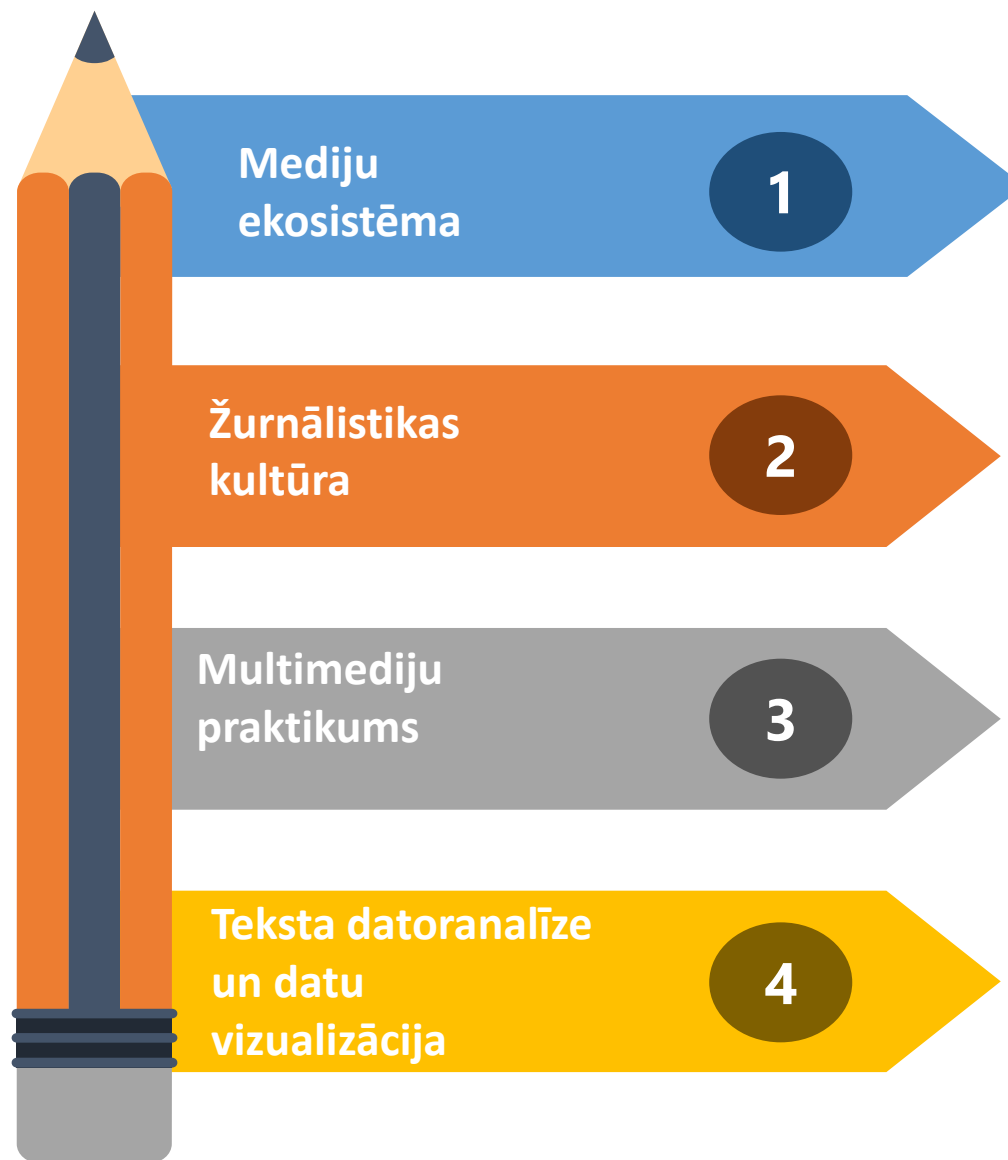 Mediju
ekosistēma
1
Žurnālistikas
kultūra
2
Multimediju
praktikums
3
Teksta datoranalīze
un datu
vizualizācija
4